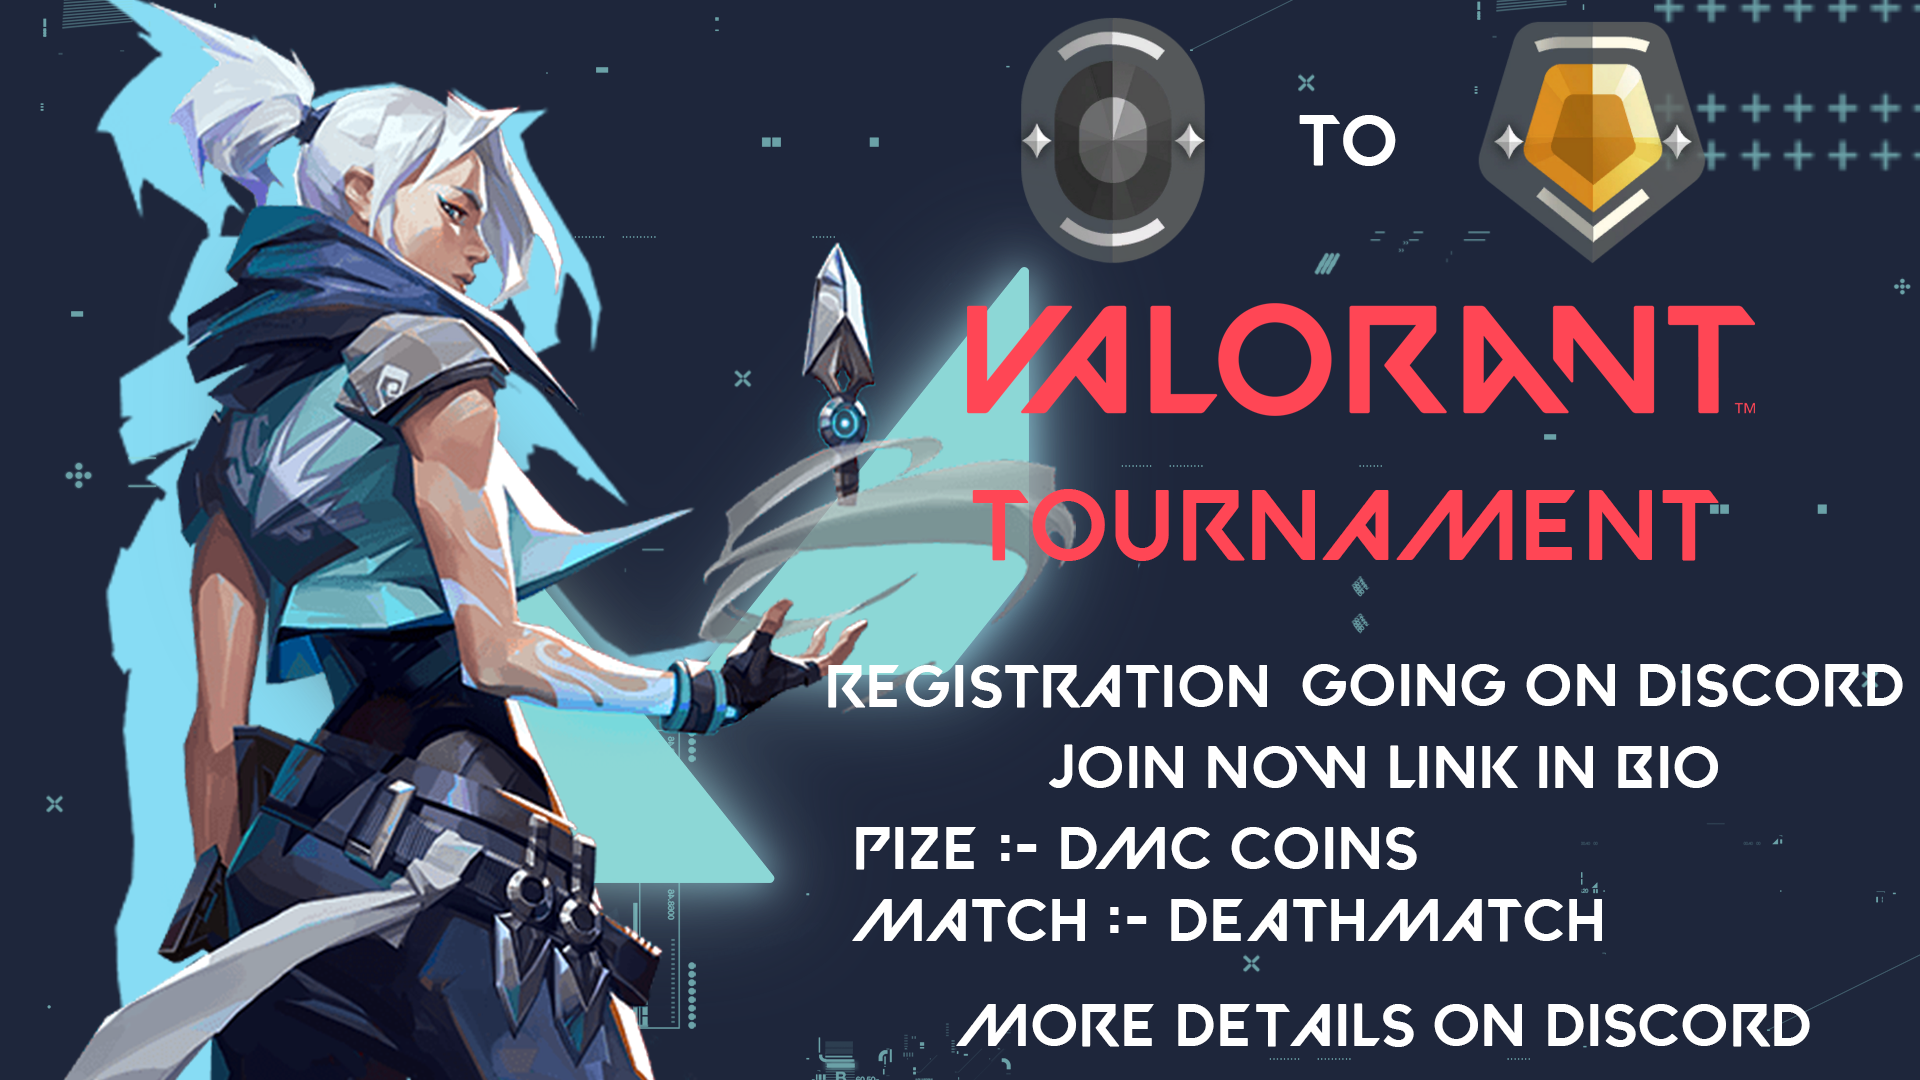 TO
VALORANT™
TOURNAMENT
REGISTRATION GOING ON DISCORD
JOIN NOW LINK IN BIO
PIZE :- DMC COINS
MATCH :- DEATHMATCH
MORE DETAILS ON DISCORD